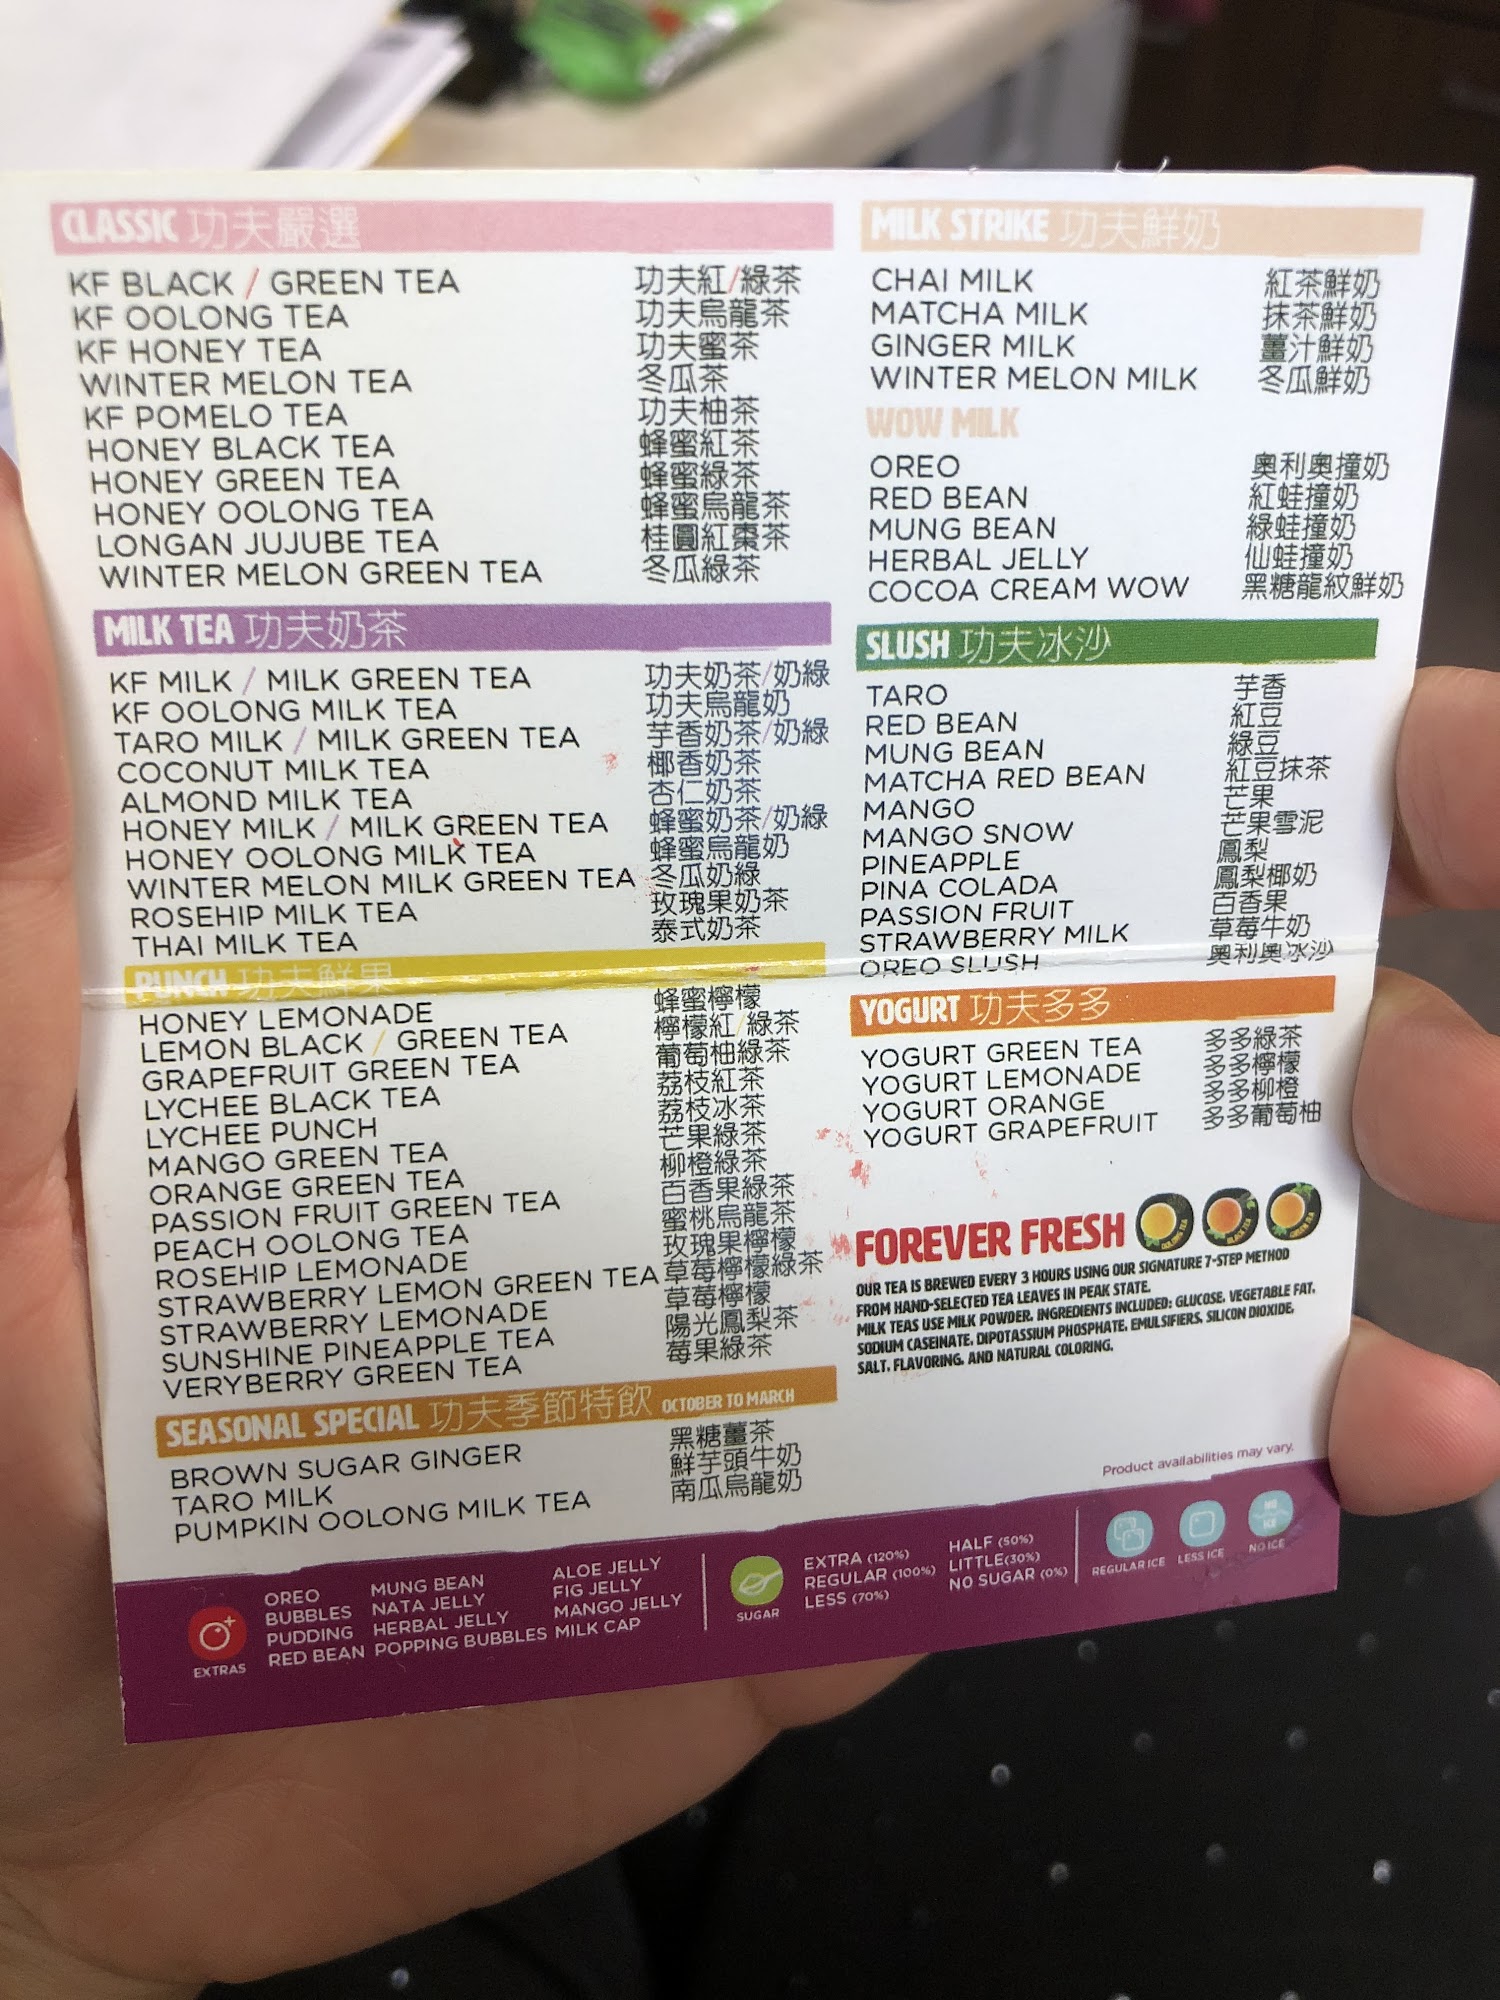 CLASSIC 功夫嚴選
KF BLACK / GREEN TEA 功夫紅/綠茶
KF OOLONG TEA 功夫烏龍茶
KF HONEY TEA 功夫蜜茶
WINTER MELON TEA 冬瓜茶
KF POMELO TEA 功夫柚茶
HONEY BLACK TEA 蜂蜜紅茶
HONEY GREEN TEA 蜂蜜綠茶
HONEY OOLONG TEA 蜂蜜烏龍茶
LONGAN JUJUBE TEA 桂圓紅棗茶
WINTER MELON GREEN TEA 冬瓜綠茶
MILK TEA 功夫奶茶
KF MILK / MILK GREEN TEA 功夫奶茶/奶綠
KF OOLONG MILK TEA 功夫烏龍奶
TARO MILK / MILK GREEN TEA 芋香奶茶/奶綠
COCONUT MILK TEA 椰香奶茶
ALMOND MILK TEA 杏仁奶茶
HONEY MILK / MILK GREEN TEA 蜂蜜奶茶/奶綠
HONEY OOLONG MILK TEA 蜂蜜烏龍奶
WINTER MELON MILK GREEN TEA 冬瓜奶綠
ROSEHIP MILK TEA 玫瑰果奶茶
THAI MILK TEA 泰式奶茶
PUNCH 功夫鮮果
HONEY LEMONADE 蜂蜜檸檬
LEMON BLACK / GREEN TEA 檸檬紅/綠茶
GRAPEFRUIT GREEN TEA 葡萄柚綠茶
LYCHEE BLACK TEA 荔枝紅茶
LYCHEE PUNCH 荔枝冰茶
MANGO GREEN TEA 芒果綠茶
ORANGE GREEN TEA 柳橙綠茶
PASSION FRUIT GREEN TEA 百香果綠茶
PEACH OOLONG TEA 蜜桃烏龍茶
ROSEHIP LEMONADE 玫瑰果檸檬
STRAWBERRY LEMON GREEN TEA 草莓檸檬綠茶
STRAWBERRY LEMONADE 草莓檸檬
SUNSHINE PINEAPPLE TEA 陽光鳳梨茶
VERYBERRY GREEN TEA 莓果綠茶
SEASONAL SPECIAL 功夫季節特飲 OCTOBER TO MARCH
BROWN SUGAR GINGER 黑糖薑茶
TARO MILK 鮮芋頭牛奶
PUMPKIN OOLONG MILK TEA 南瓜烏龍奶
MILK STRIKE 功夫鮮奶
CHAI MILK 紅茶鮮奶
MATCHA MILK 抹茶鮮奶
GINGER MILK 薑汁鮮奶
WINTER MELON MILK 冬瓜鮮奶
WOW MILK
OREO 奧利奧撞奶
RED BEAN 紅蛙撞奶
MUNG BEAN 綠蛙撞奶
HERBAL JELLY 仙蛙撞奶
COCOA CREAM WOW 黑糖龍紋鮮奶
SLUSH 功夫冰沙
TARO 芋香
RED BEAN 紅豆
MUNG BEAN 綠豆
MATCHA RED BEAN 紅豆抹茶
MANGO 芒果
MANGO SNOW 芒果雪泥
PINEAPPLE 鳳梨
PINA COLADA 鳳梨椰奶
PASSION FRUIT 百香果
STRAWBERRY MILK 草莓牛奶
OREO SLUSH 奧利奧冰沙
YOGURT 功夫多多
YOGURT GREEN TEA 多多綠茶
YOGURT LEMONADE 多多檸檬
YOGURT ORANGE 多多柳橙
YOGURT GRAPEFRUIT 多多葡萄柚
FOREVER FRESH
OOLONG TEA
BLACK TEA
GREEN TEA
OUR TEA IS BREWED EVERY 3 HOURS USING OUR SIGNATURE 7-STEP METHOD
FROM HAND-SELECTED TEA LEAVES IN PEAK STATE.
MILK TEAS USE MILK POWDER. INGREDIENTS INCLUDED: GLUCOSE, VEGETABLE FAT,
SODIUM CASEINATE, DIPOTASSIUM PHOSPHATE, EMULSIFIERS, SILICON DIOXIDE,
SALT, FLAVORING, AND NATURAL COLORING.
Product availabilities may vary.
EXTRAS
OREO
BUBBLES
PUDDING
RED BEAN
MUNG BEAN
NATA JELLY
HERBAL JELLY
POPPING BUBBLES
ALOE JELLY
FIG JELLY
MANGO JELLY
MILK CAP
SUGAR
EXTRA (120%)
REGULAR (100%)
LESS (70%)
HALF (50%)
LITTLE(30%)
NO SUGAR (0%)
REGULAR ICE
LESS ICE
NO ICE
NO ICE